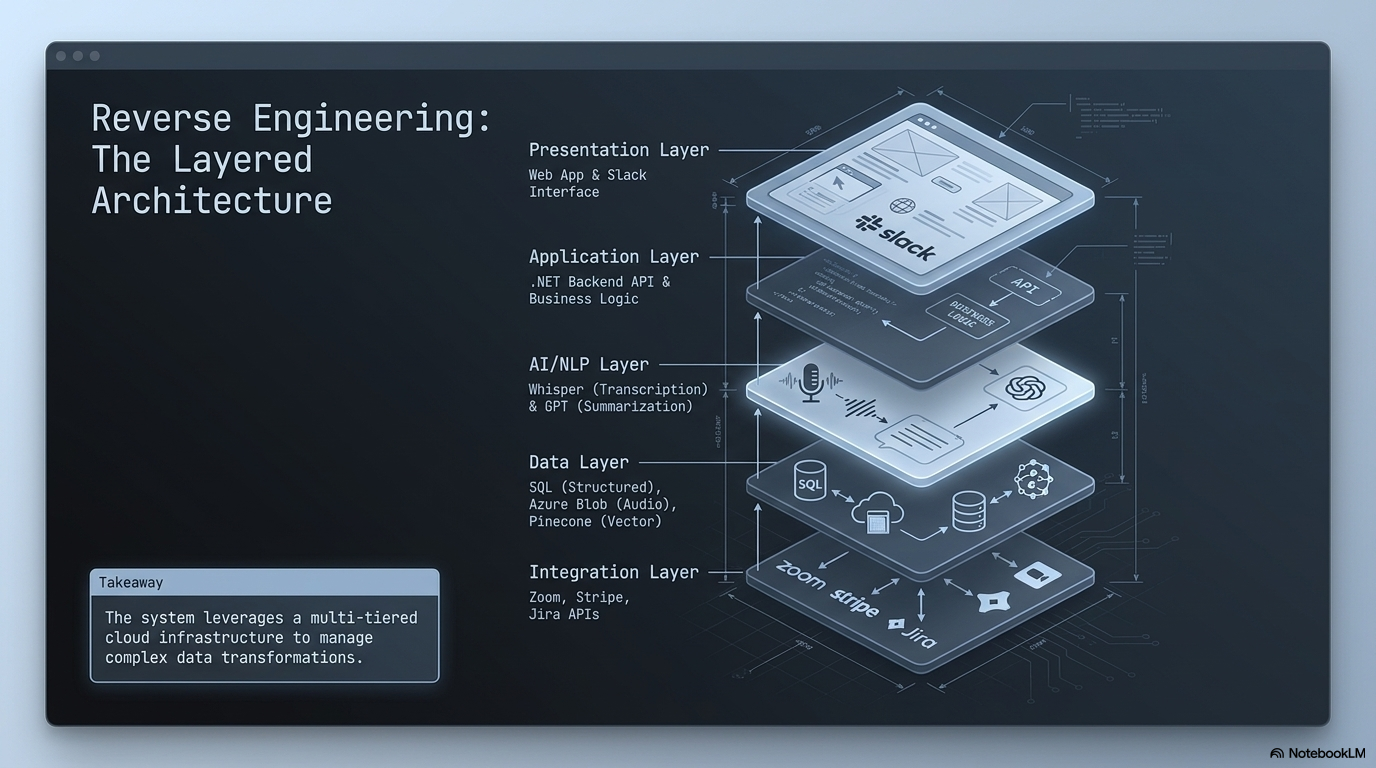 Reverse Engineering:
The Layered
Architecture
Presentation Layer
Web App & Slack
Interface
slack
Application Layer
.NET Backend API &
Business Logic
API
AI/NLP Layer
Whisper (Transcription)
& GPT (Summarization)
Data Layer
SQL (Structured),
Azure Blob (Audio),
Pinecone (Vector)
SQL
Integration Layer
Zoom, Stripe,
Jira APIs
zoom
stripe
Jira
Takeaway
The system leverages a multi-tiered
cloud infrastructure to manage
complex data transformations.
NotebookLM